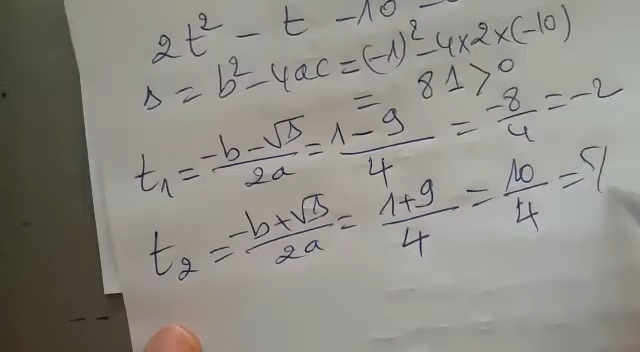 2t² - t - 10
Δ = b² - 4ac = (-1)² - 4×2×(-10)
= 81 > 0
t₁ = (-b - √Δ)/2a = (1 - 9)/4 = -8/4 = -2
t₂ = (-b + √Δ)/2a = (1 + 9)/4 = 10/4 = 5/